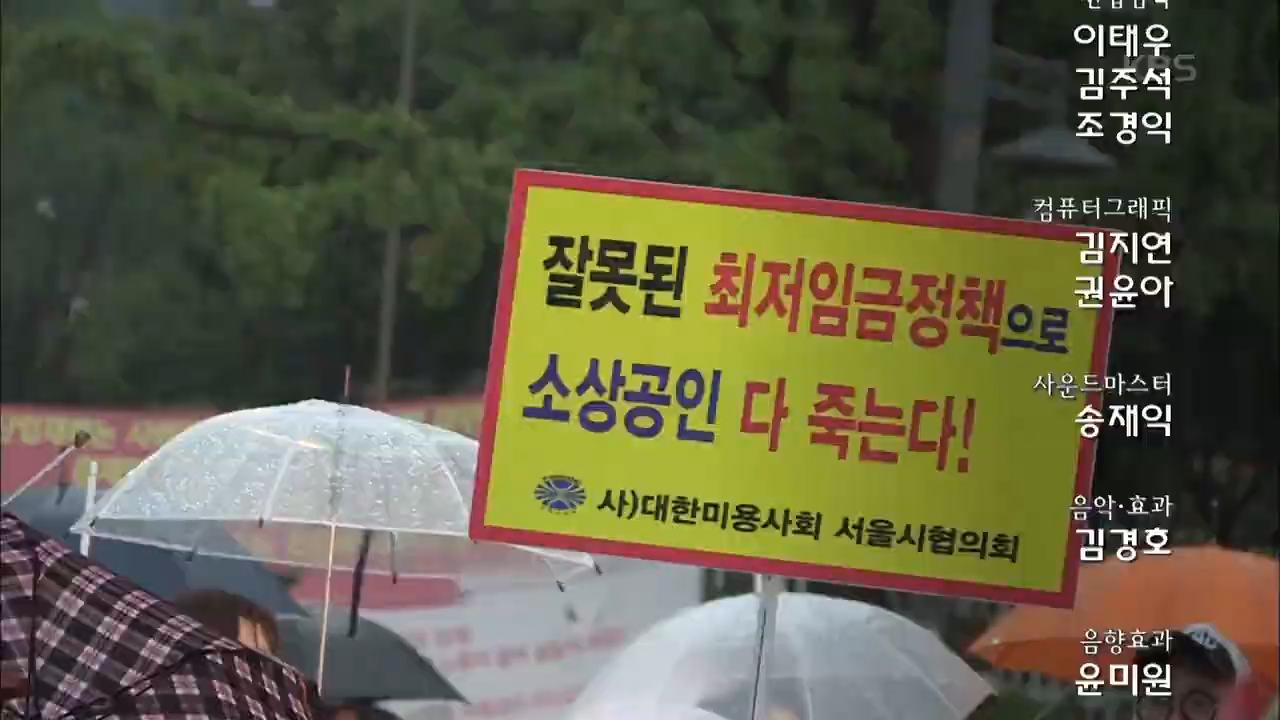 잘못된 최저임금정책으로
소상공인 다 죽는다!
사)대한미용사회 서울시협의회
KBS
이태우
김주석
조경익
컴퓨터그래픽
김지연
권윤아
사운드마스터
송재익
음악·효과
김경호
음향효과
윤미원